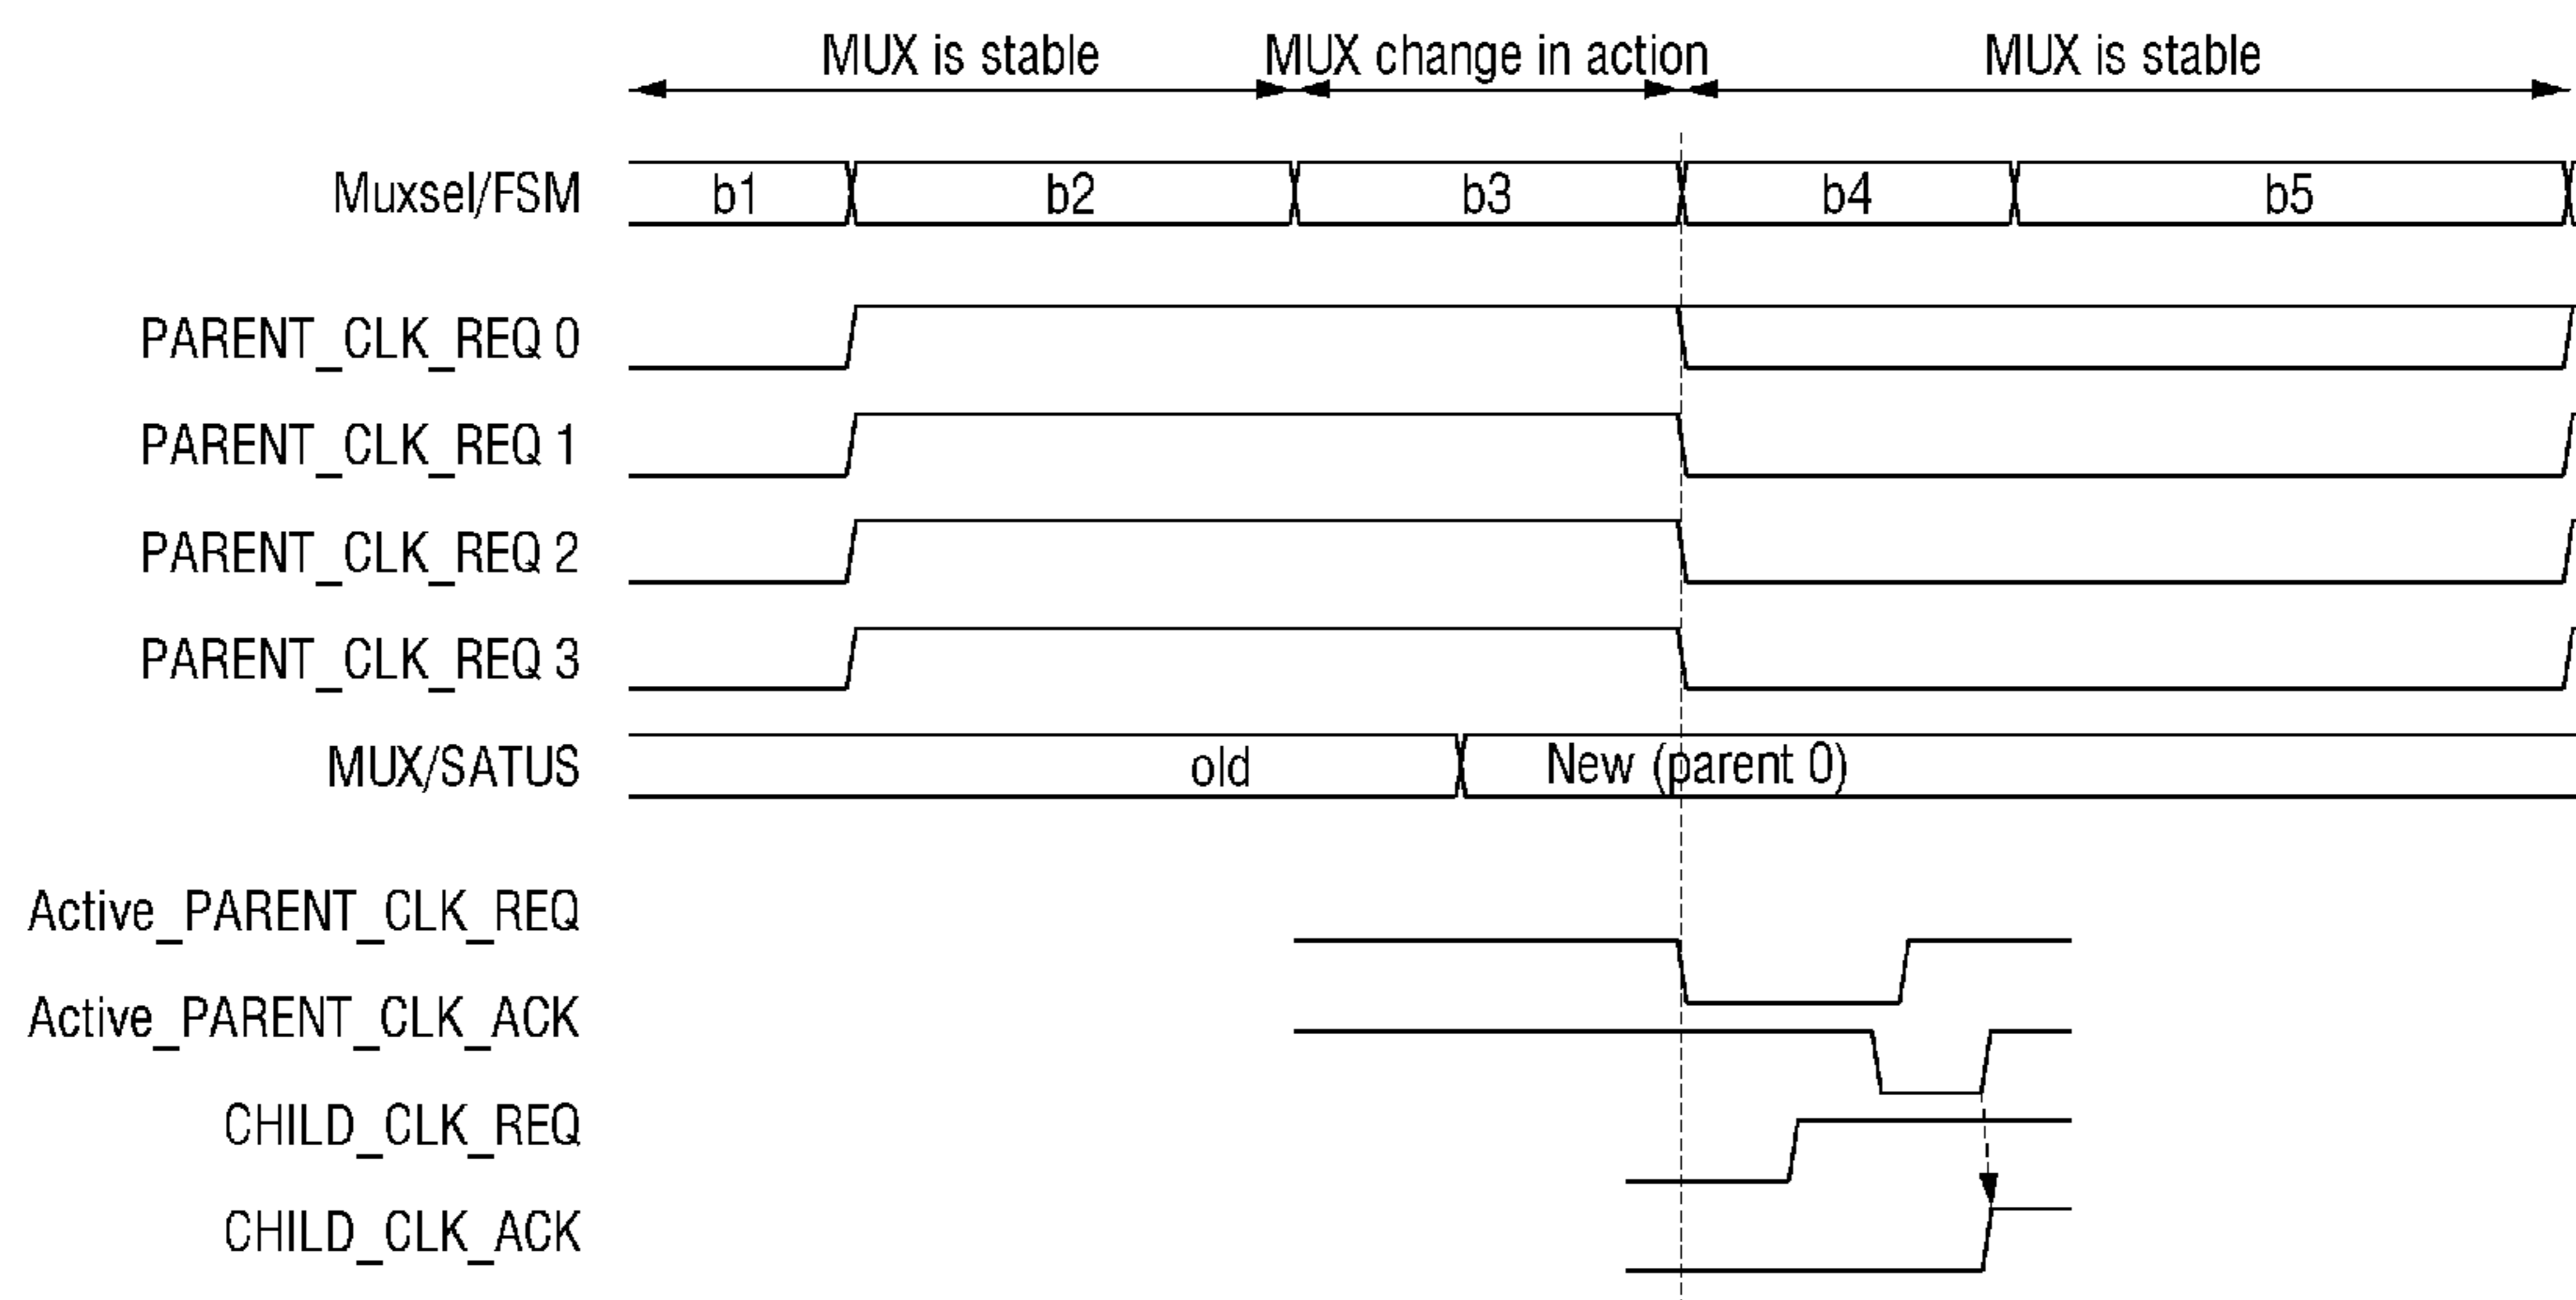 MUX is stable MUX change in action MUX is stable
Muxsel/FSM b1 b2 b3 b4 b5
PARENT_CLK_REQ 0
PARENT_CLK_REQ 1
PARENT_CLK_REQ 2
PARENT_CLK_REQ 3
MUX/SATUS old New (parent 0)
Active_PARENT_CLK_REQ
Active_PARENT_CLK_ACK
CHILD_CLK_REQ
CHILD_CLK_ACK